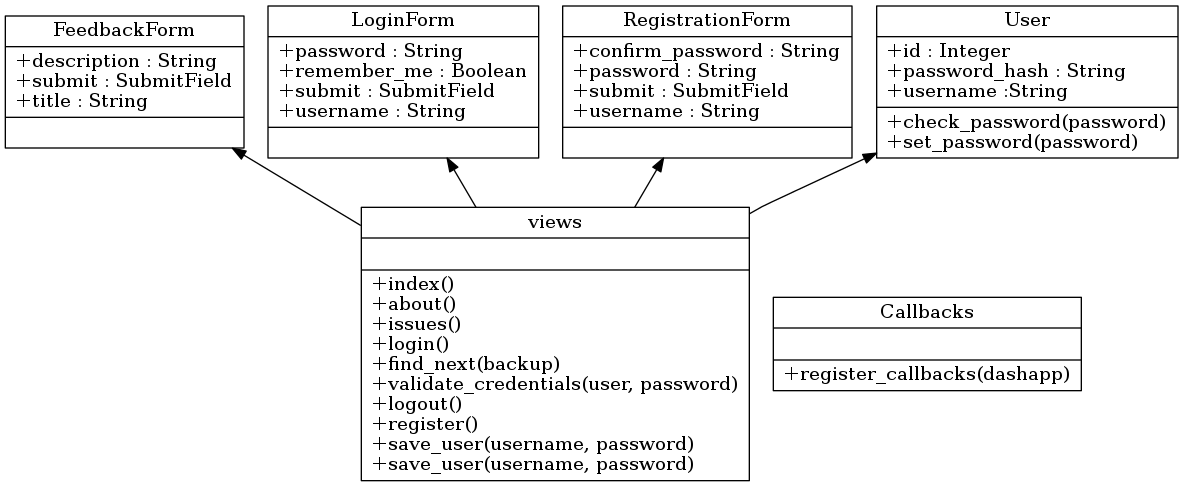 FeedbackForm
+description : String
+submit : SubmitField
+title : String
LoginForm
+password : String
+remember_me : Boolean
+submit : SubmitField
+username : String
RegistrationForm
+confirm_password : String
+password : String
+submit : SubmitField
+username : String
User
+id : Integer
+password_hash : String
+username :String
+check_password(password)
+set_password(password)
views
+index()
+about()
+issues()
+login()
+find_next(backup)
+validate_credentials(user, password)
+logout()
+register()
+save_user(username, password)
+save_user(username, password)
Callbacks
+register_callbacks(dashapp)